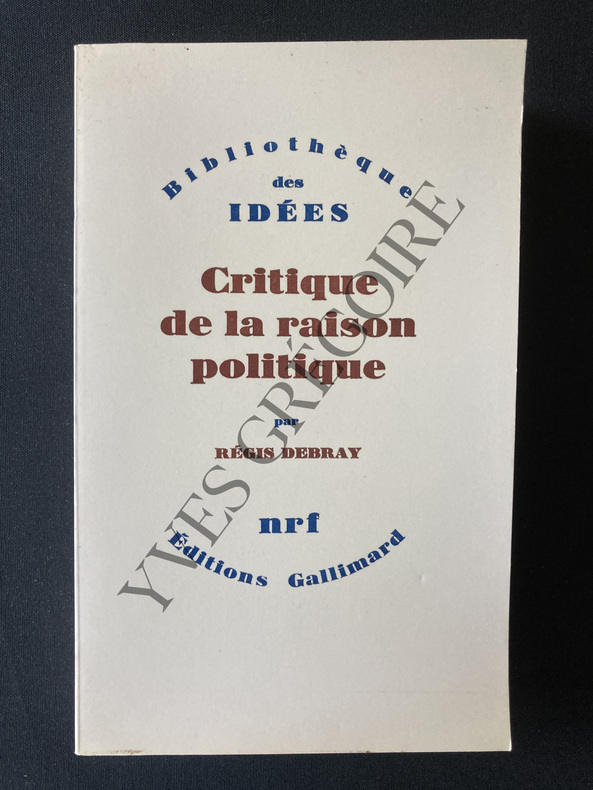 Bibliothèque
des
IDÉES
Critique
de la raison
politique
par
RÉGIS DEBRAY
nrf
Éditions Gallimard
YVES GRÉGOIRE